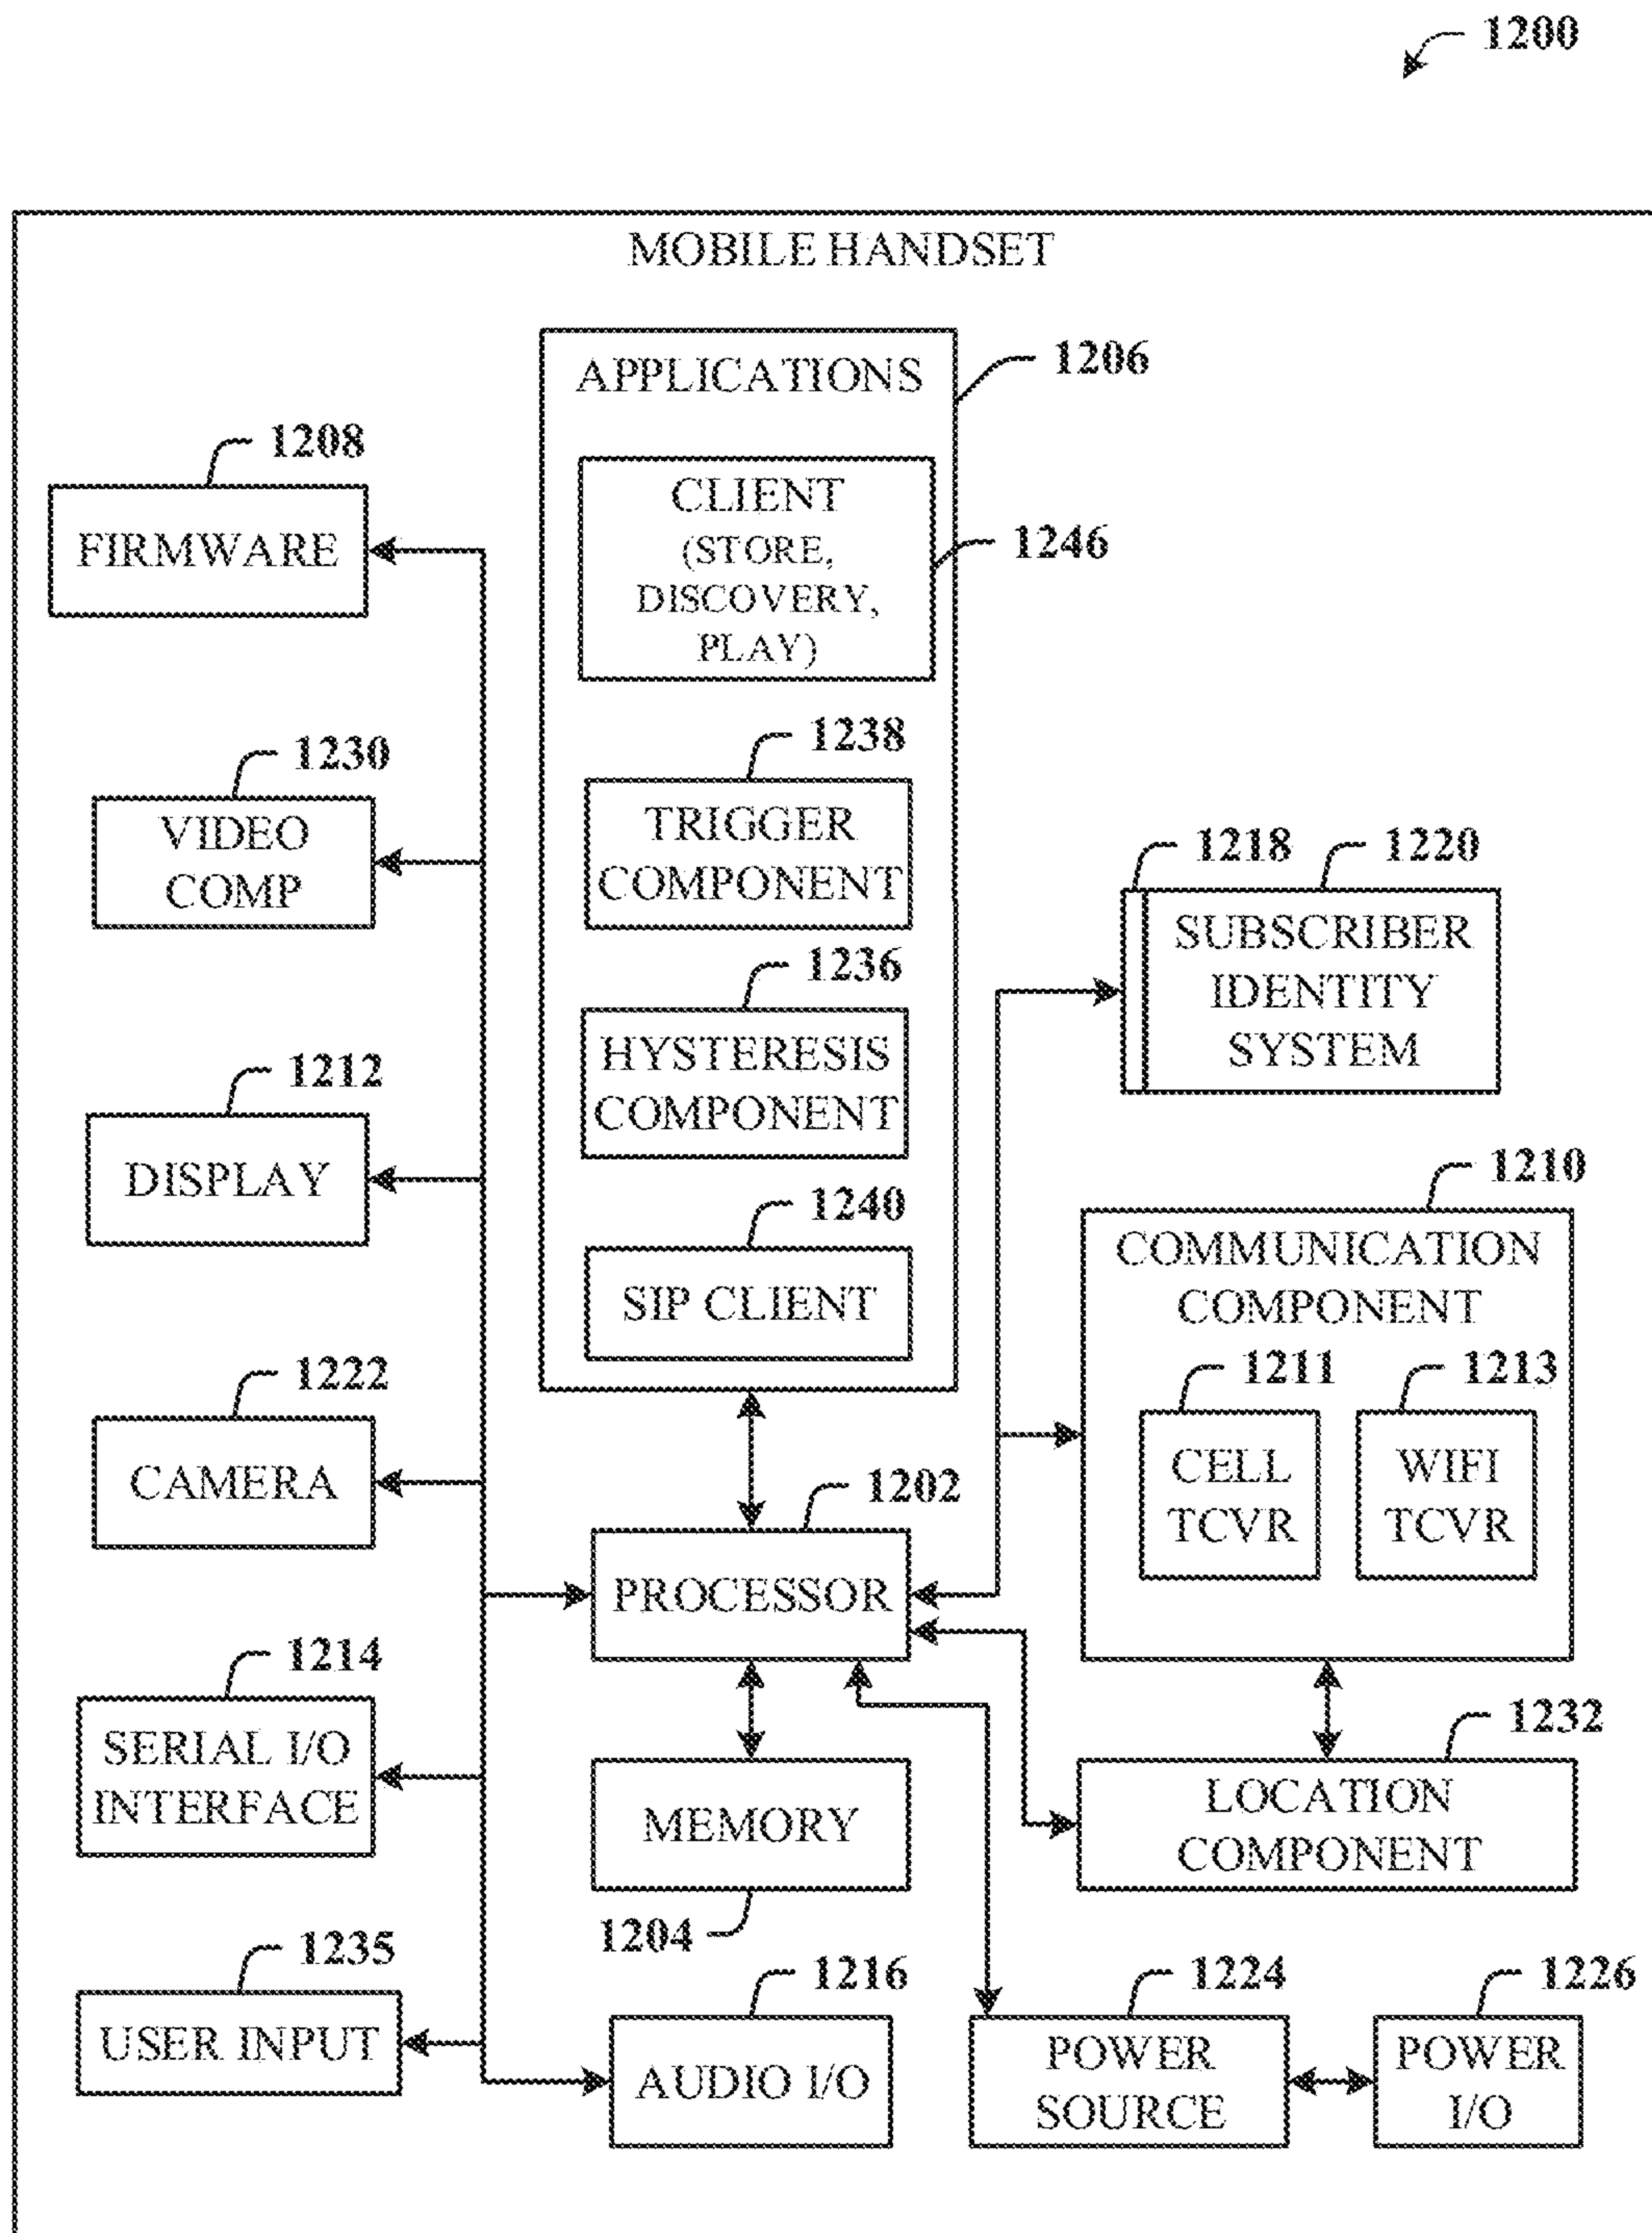 1200
MOBILE HANDSET
APPLICATIONS
1206
CLIENT
(STORE,
DISCOVERY,
PLAY)
1246
1238
TRIGGER
COMPONENT
1236
HYSTERESIS
COMPONENT
1240
SIP CLIENT
1208
FIRMWARE
1230
VIDEO
COMP
1212
DISPLAY
1222
CAMERA
1214
SERIAL I/O
INTERFACE
1235
USER INPUT
1218
1220
SUBSCRIBER
IDENTITY
SYSTEM
1210
COMMUNICATION
COMPONENT
1211
CELL
TCVR
1213
WIFI
TCVR
1202
PROCESSOR
MEMORY
1204
1232
LOCATION
COMPONENT
1216
AUDIO I/O
1224
POWER
SOURCE
1226
POWER
I/O